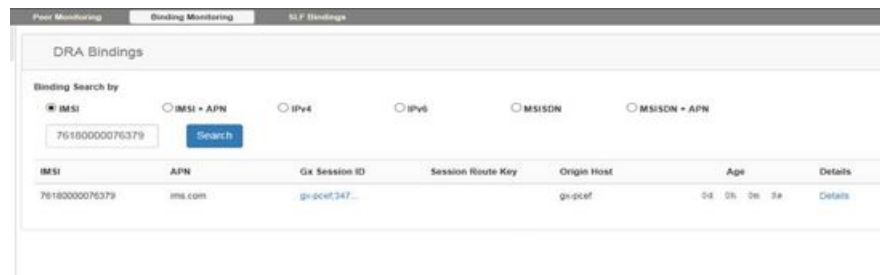 Peer Monitoring Binding Monitoring SLF Bindings
DRA Bindings
Binding Search by
IMSI IMSI + APN IPv4 IPv6 MSISDN MSISDN + APN
76180000076379 Search
IMSI APN Gx Session ID Session Route Key Origin Host Age Details
76180000076379 ims.com gx-pcef;347... gx-pcef 0d 0h 0m Details